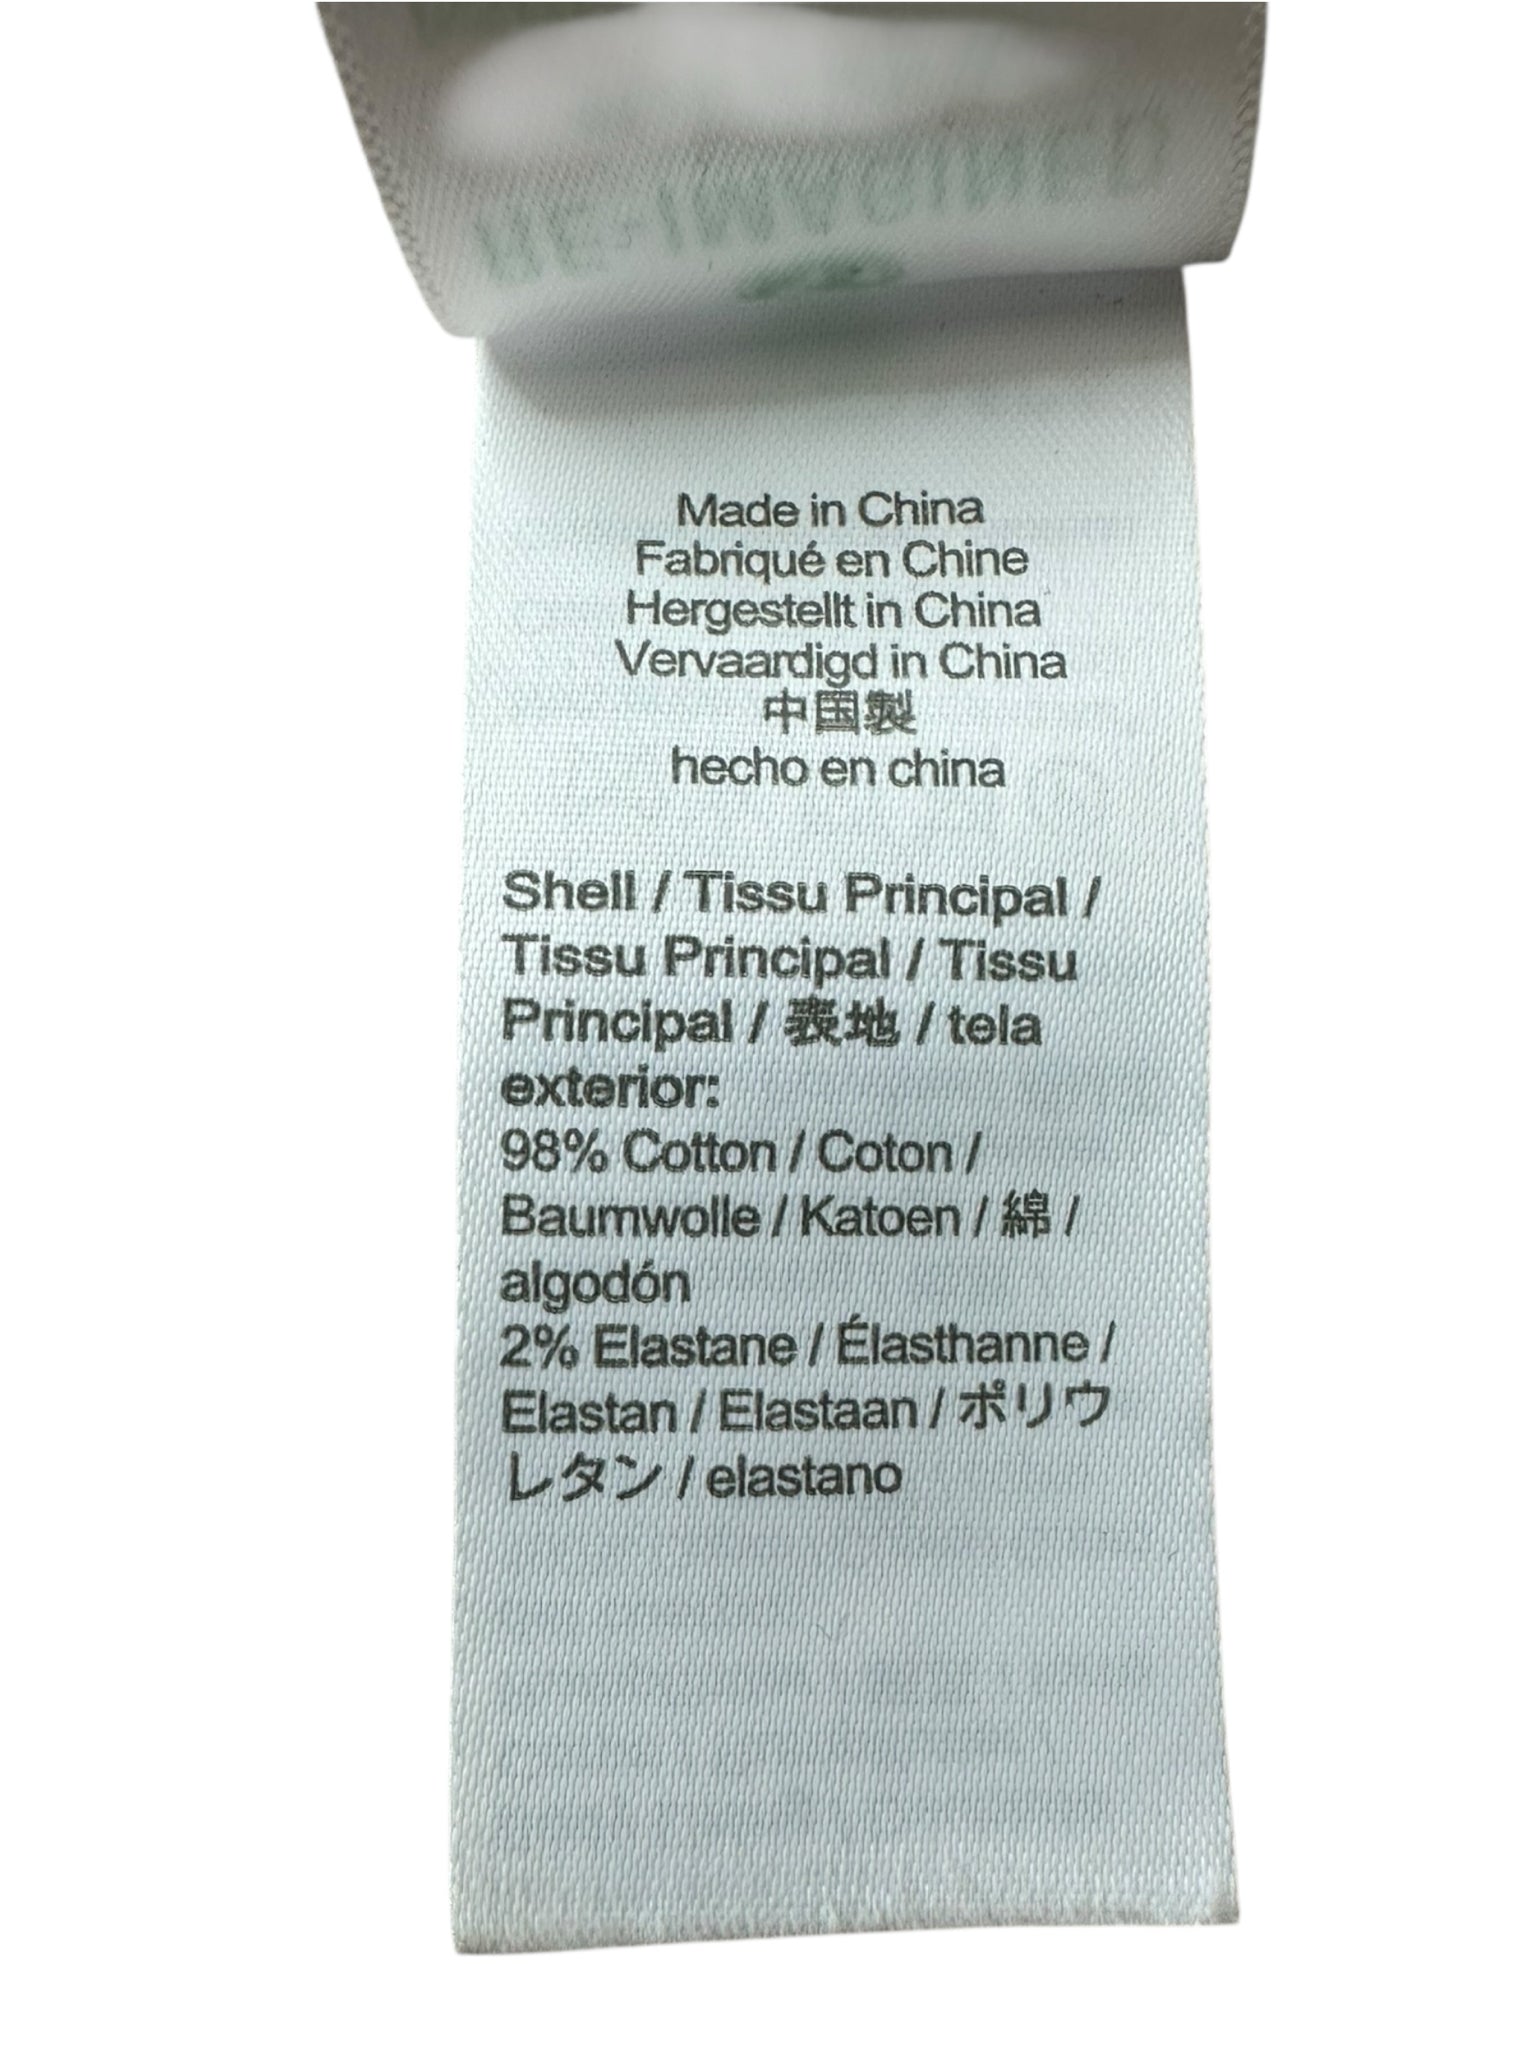 RE-IMAGINED
Made in China
Fabriqué en Chine
Hergestellt in China
Vervaardigd in China
中国製
hecho en china
Shell / Tissu Principal /
Tissu Principal / Tissu
Principal / 表地 / tela
exterior:
98% Cotton / Coton /
Baumwolle / Katoen / 綿 /
algodón
2% Elastane / Élasthanne /
Elastan / Elastaan / ポリウ
レタン / elastano